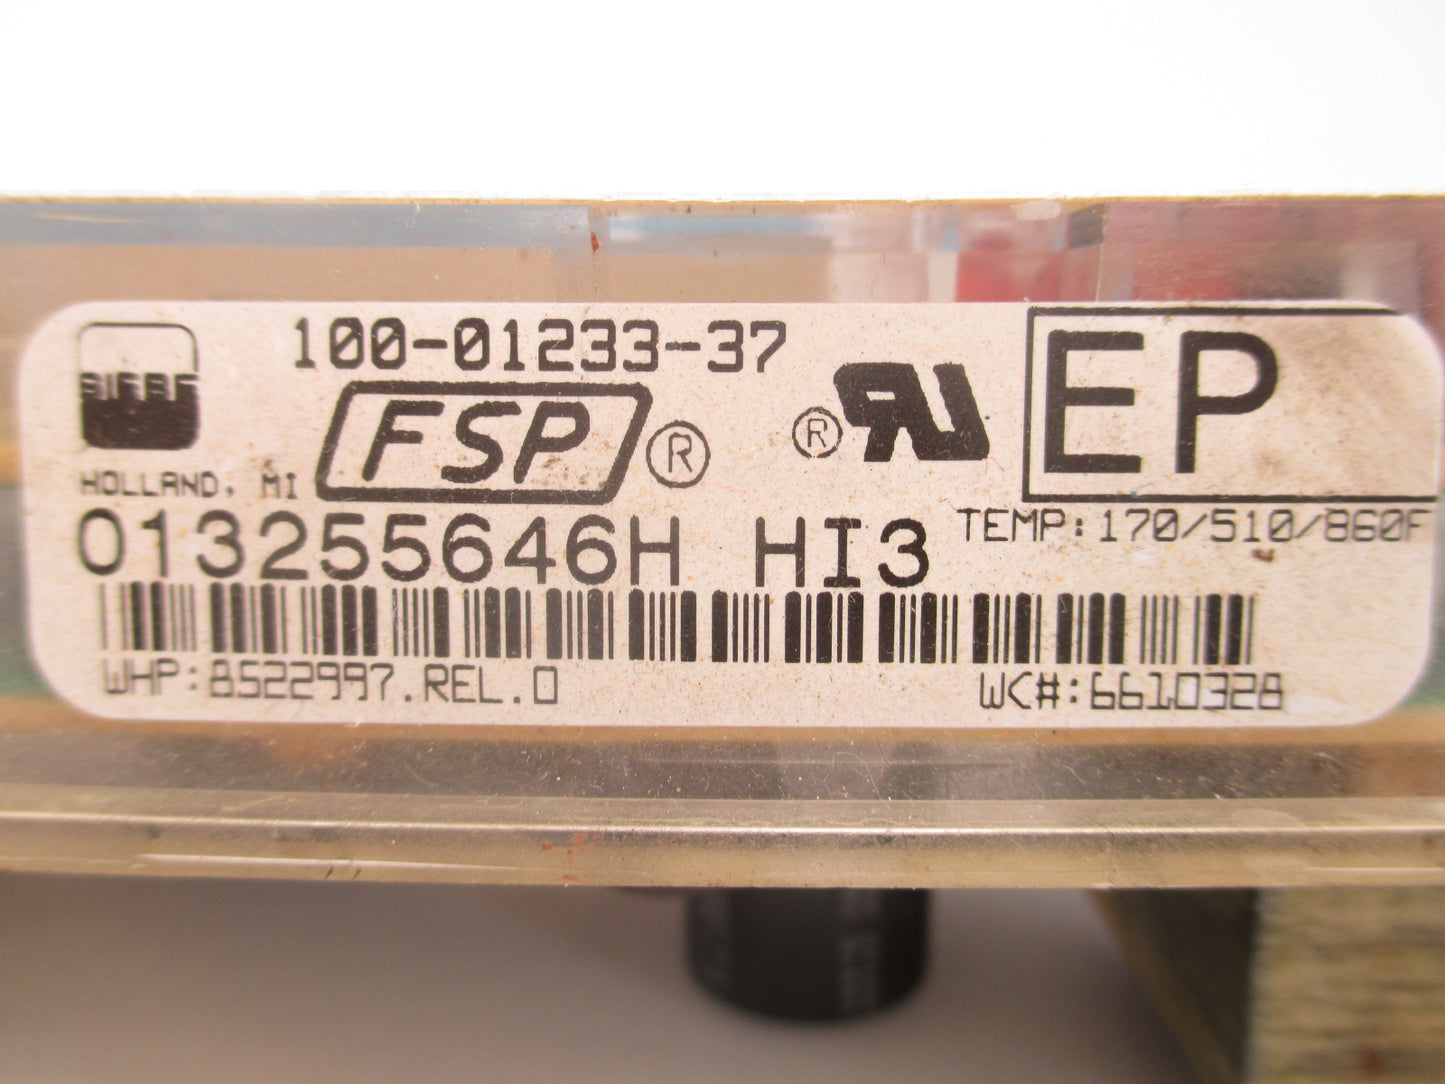 100-01233-37
FSP®
® RU
EP
HOLLAND, MI
TEMP:170/510/860F
013255646H HI3
WHP:8522997.REL.0
WC#:6610328